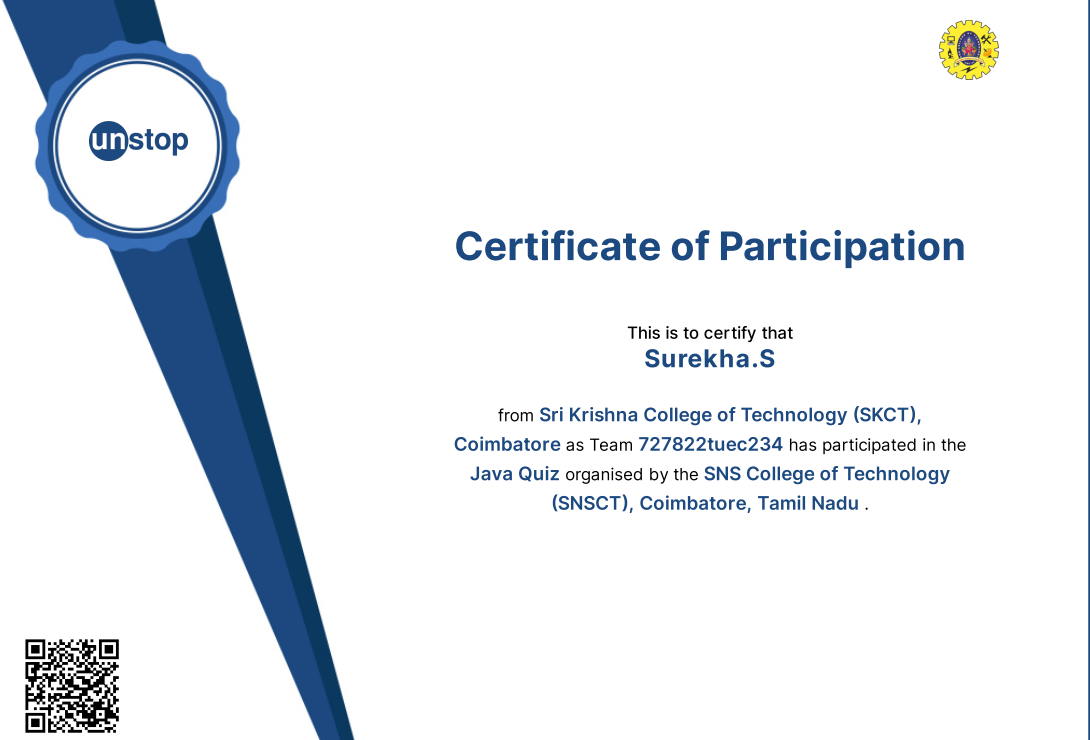 unstop
Certificate of Participation
This is to certify that
Surekha.S
from Sri Krishna College of Technology (SKCT),
Coimbatore as Team 727822tuec234 has participated in the
Java Quiz organised by the SNS College of Technology
(SNSCT), Coimbatore, Tamil Nadu .